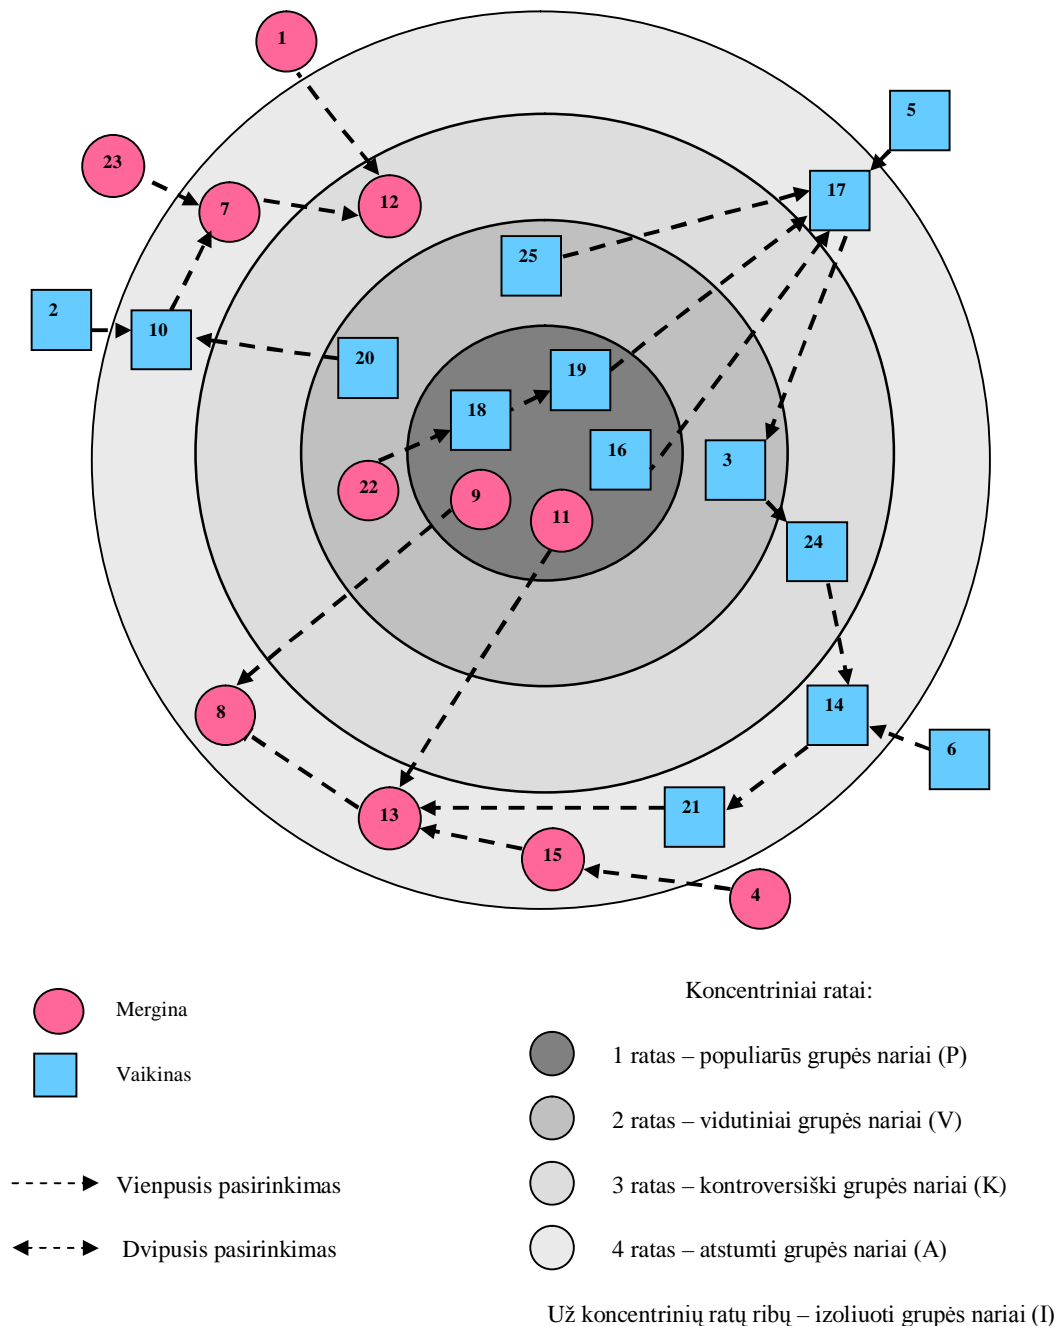 1
5
23
17
7
12
25
2
10
20
19
18
16
3
22
9
11
24
8
14
6
13
21
15
4
Koncentriniai ratai:
Mergina
1 ratas – populiarūs grupės nariai (P)
Vaikinas
2 ratas – vidutiniai grupės nariai (V)
Vienpusis pasirinkimas
3 ratas – kontroversiški grupės nariai (K)
Dvipusis pasirinkimas
4 ratas – atstumti grupės nariai (A)
Už koncentrinių ratų ribų – izoliuoti grupės nariai (I)